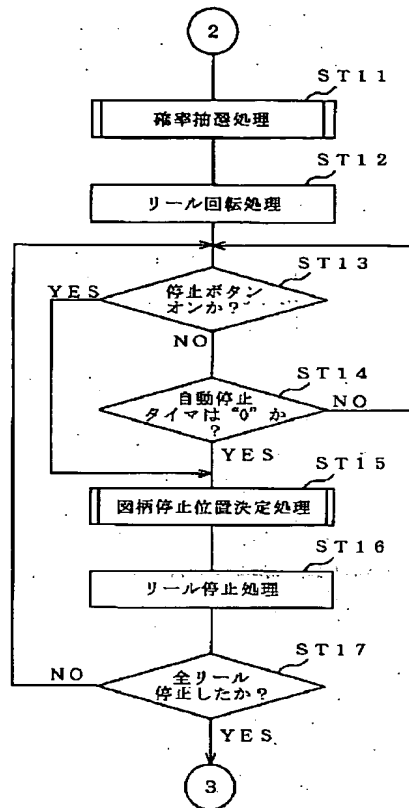 2
ST11
確率抽選処理
ST12
リール回転処理
ST13
停止ボタン
オンか?
YES
NO
ST14
自動停止
タイマは "0" か
?
NO
YES
ST15
図柄停止位置決定処理
ST16
リール停止処理
ST17
全リール
停止したか?
NO
YES
3